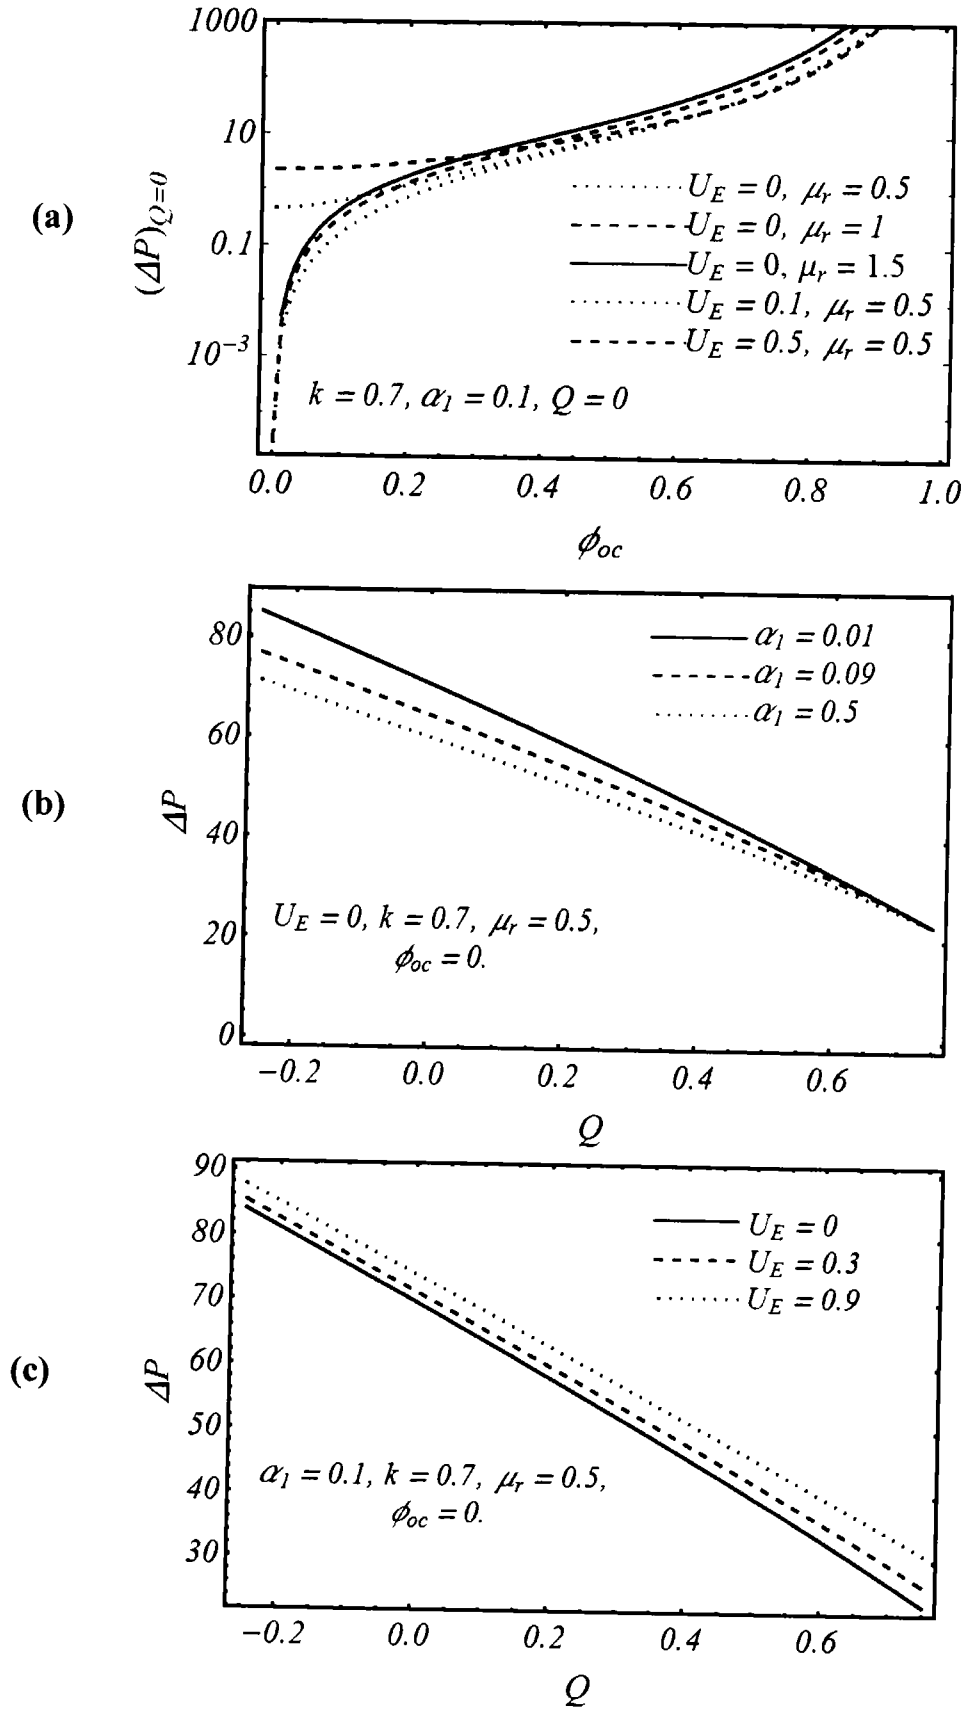 (a)
1000
10
0.1
10⁻³
(ΔP)Q=0
U_E = 0, μ_r = 0.5
U_E = 0, μ_r = 1
U_E = 0, μ_r = 1.5
U_E = 0.1, μ_r = 0.5
U_E = 0.5, μ_r = 0.5
k = 0.7, α_1 = 0.1, Q = 0
0.0 0.2 0.4 0.6 0.8 1.0
ϕ_oc
(b)
80
60
40
20
0
ΔP
α_1 = 0.01
α_1 = 0.09
α_1 = 0.5
U_E = 0, k = 0.7, μ_r = 0.5,
ϕ_oc = 0.
−0.2 0.0 0.2 0.4 0.6
Q
(c)
90
80
70
60
50
40
30
ΔP
U_E = 0
U_E = 0.3
U_E = 0.9
α_1 = 0.1, k = 0.7, μ_r = 0.5,
ϕ_oc = 0.
−0.2 0.0 0.2 0.4 0.6
Q